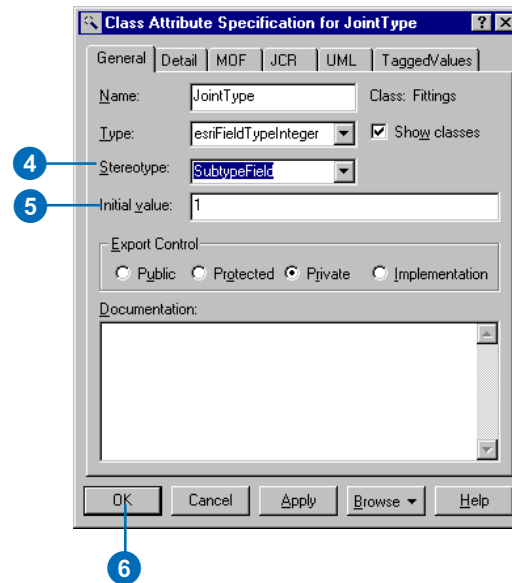 Class Attribute Specification for JointType
General Detail MOF JCR UML TaggedValues
Name: JointType Class: Fittings
Type: esriFieldTypeInteger Show classes
4 Stereotype: SubtypeField
5 Initial value: 1
Export Control
Public Protected Private Implementation
Documentation:
OK Cancel Apply Browse Help
6